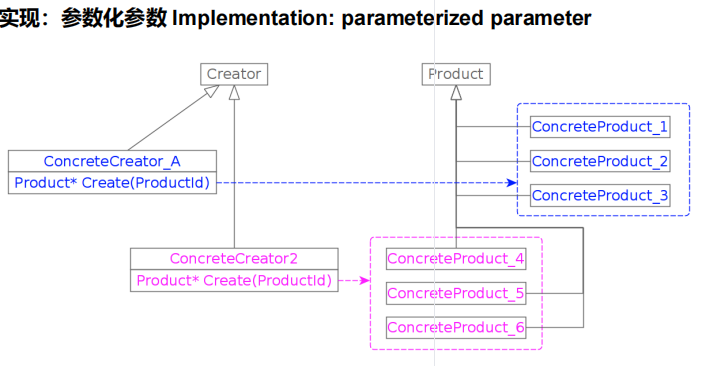 实现：参数化参数 Implementation: parameterized parameter
Creator
Product
ConcreteProduct_1
ConcreteCreator_A
ConcreteProduct_2
Product* Create(ProductId)
ConcreteProduct_3
ConcreteCreator2
ConcreteProduct_4
Product* Create(ProductId)
ConcreteProduct_5
ConcreteProduct_6